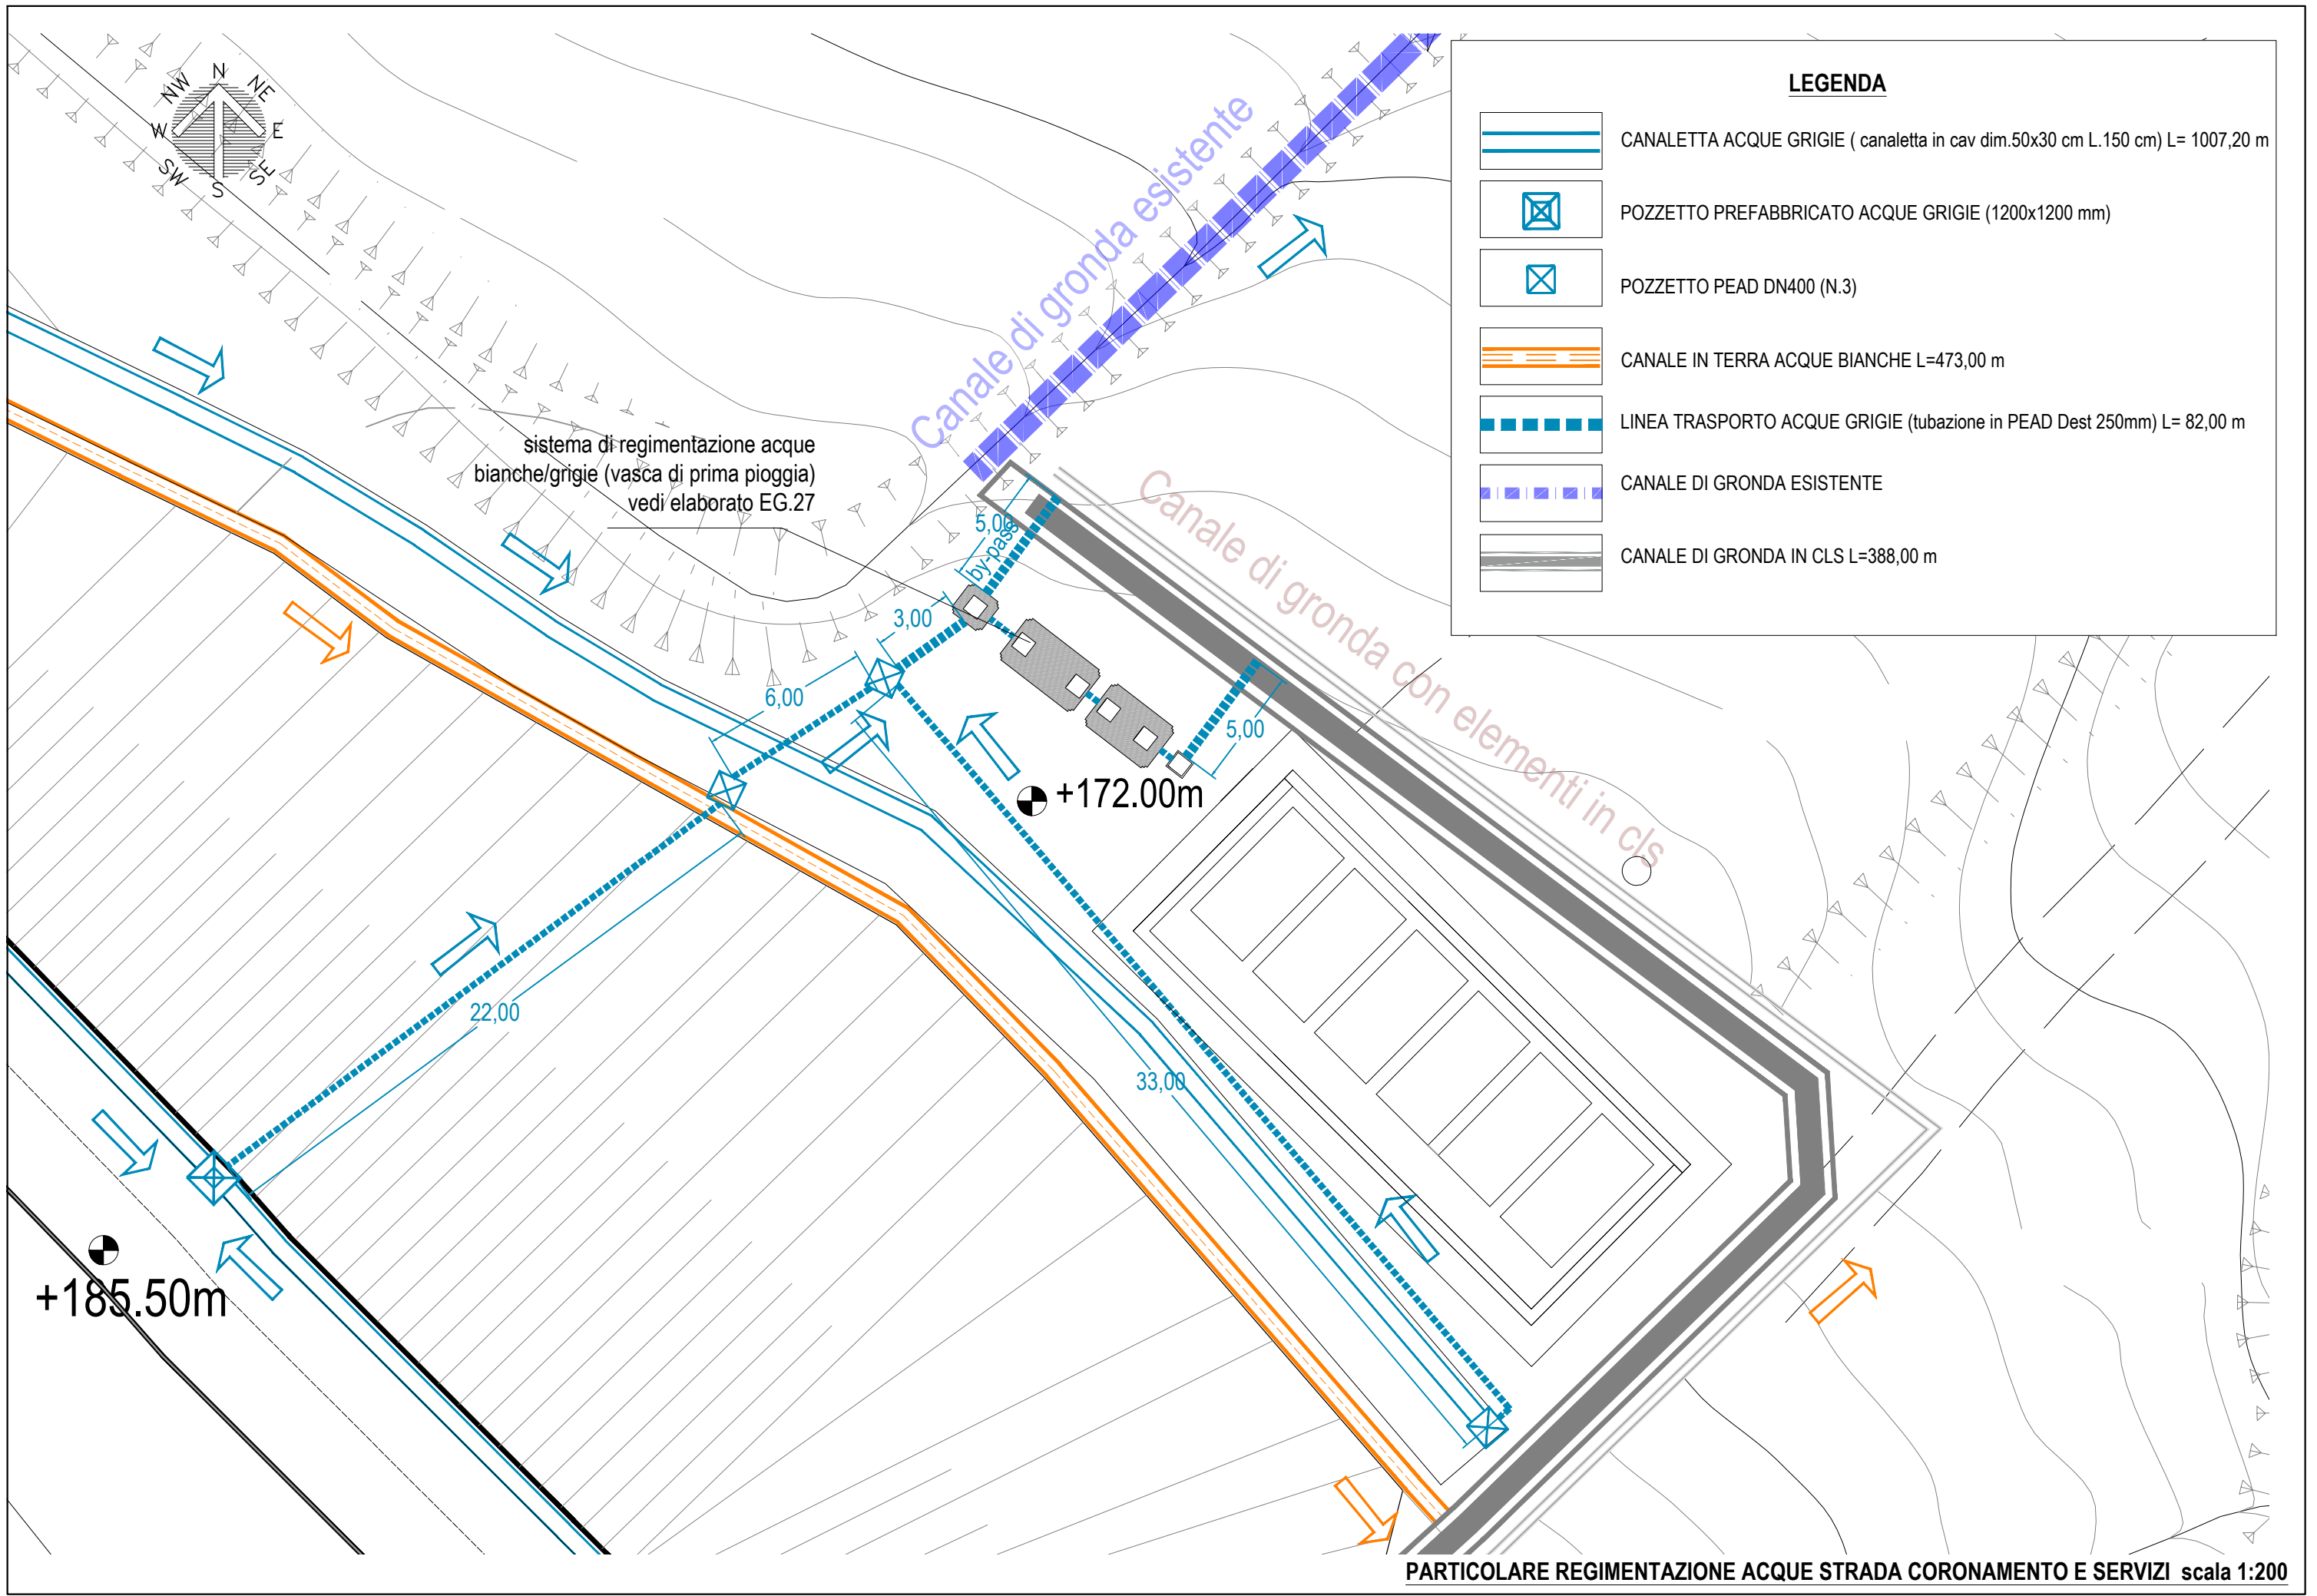 LEGENDA
CANALETTA ACQUE GRIGIE ( canaletta in cav dim.50x30 cm L.150 cm) L= 1007,20 m
POZZETTO PREFABBRICATO ACQUE GRIGIE (1200x1200 mm)
POZZETTO PEAD DN400 (N.3)
CANALE IN TERRA ACQUE BIANCHE L=473,00 m
LINEA TRASPORTO ACQUE GRIGIE (tubazione in PEAD Dest 250mm) L= 82,00 m
CANALE DI GRONDA ESISTENTE
CANALE DI GRONDA IN CLS L=388,00 m
N
NE
E
SE
S
SW
W
NW
Canale di gronda esistente
sistema di regimentazione acque
bianche/grigie (vasca di prima pioggia)
vedi elaborato EG.27
5,00
by-pass
3,00
6,00
Canale di gronda con elementi in cls
5,00
+172.00m
22,00
33,00
+185.50m
PARTICOLARE REGIMENTAZIONE ACQUE STRADA CORONAMENTO E SERVIZI scala 1:200